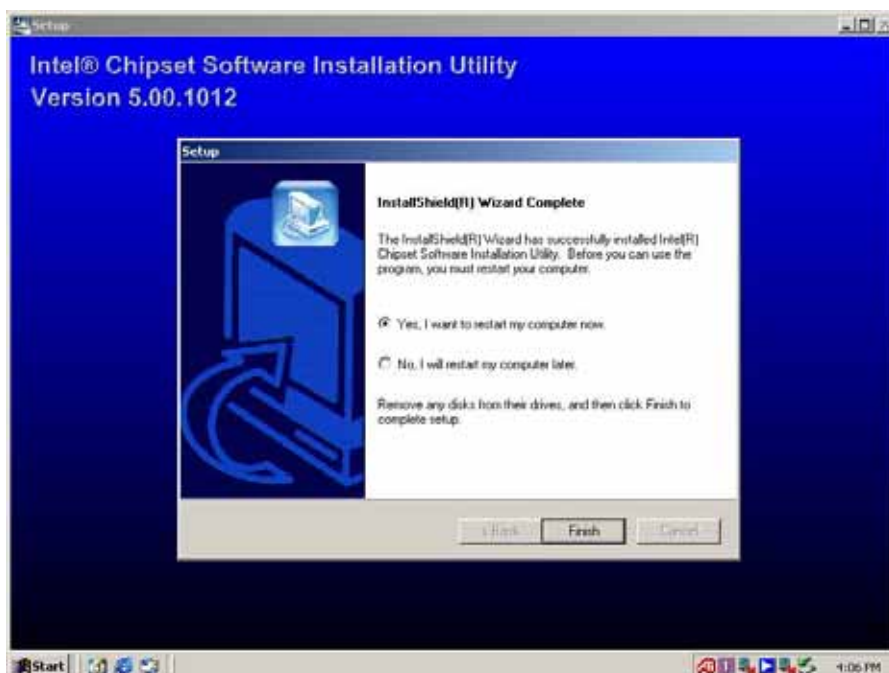 Setup
Intel® Chipset Software Installation Utility
Version 5.00.1012
Setup
InstallShield(R) Wizard Complete
The InstallShield(R) Wizard has successfully installed Intel(R)
Chipset Software Installation Utility. Before you can use the
program, you must restart your computer.
Yes, I want to restart my computer now.
No, I will restart my computer later.
Remove any disks from their drives, and then click Finish to
complete setup.
< Back
Finish
Cancel
Start
4:06 PM